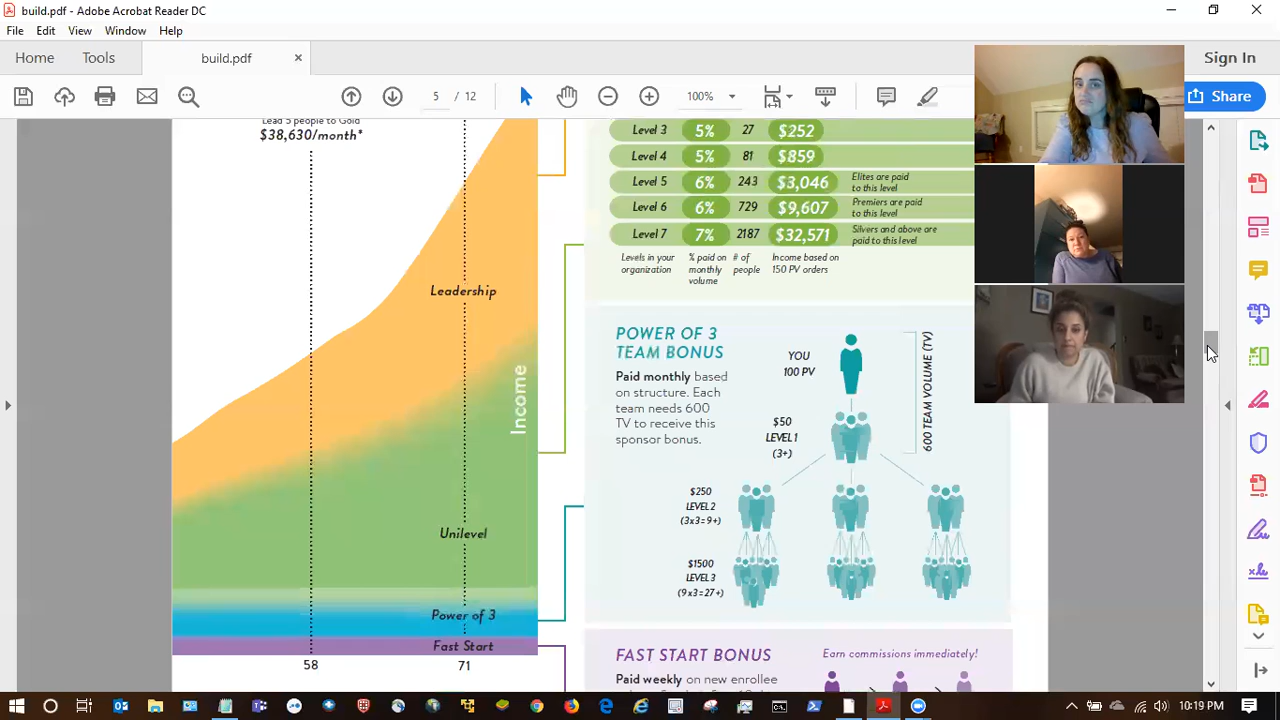 build.pdf - Adobe Acrobat Reader DC
File Edit View Window Help
Home Tools build.pdf × Sign In
5 / 12 100% Share
Lead 5 people to Gold
$38,630/month*
Leadership
Income
Unilevel
Power of 3
Fast Start
58 71
Level 3 5% 27 $252
Level 4 5% 81 $859
Level 5 6% 243 $3,046 Elites are paid
to this level
Level 6 6% 729 $9,607 Premiers are paid
to this level
Level 7 7% 2187 $32,571 Silvers and above are
paid to this level
Levels in your
organization
% paid on
monthly
volume
# of
people
Income based on
150 PV orders
POWER OF 3
TEAM BONUS
Paid monthly based
on structure. Each
team needs 600
TV to receive this
sponsor bonus.
YOU
100 PV
600 TEAM VOLUME (TV)
$50
LEVEL 1
(3+)
$250
LEVEL 2
(3x3=9+)
$1500
LEVEL 3
(9x3=27+)
FAST START BONUS
Earn commissions immediately!
Paid weekly on new enrollee
10:19 PM